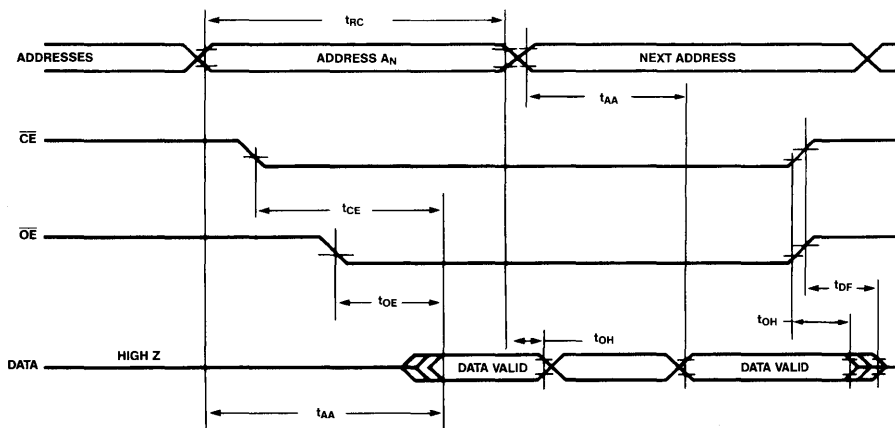 tRC
ADDRESSES ADDRESS AN NEXT ADDRESS
tAA
CE
tCE
OE
tOE tDF
tOH
HIGH Z tOH
DATA DATA VALID DATA VALID
tAA